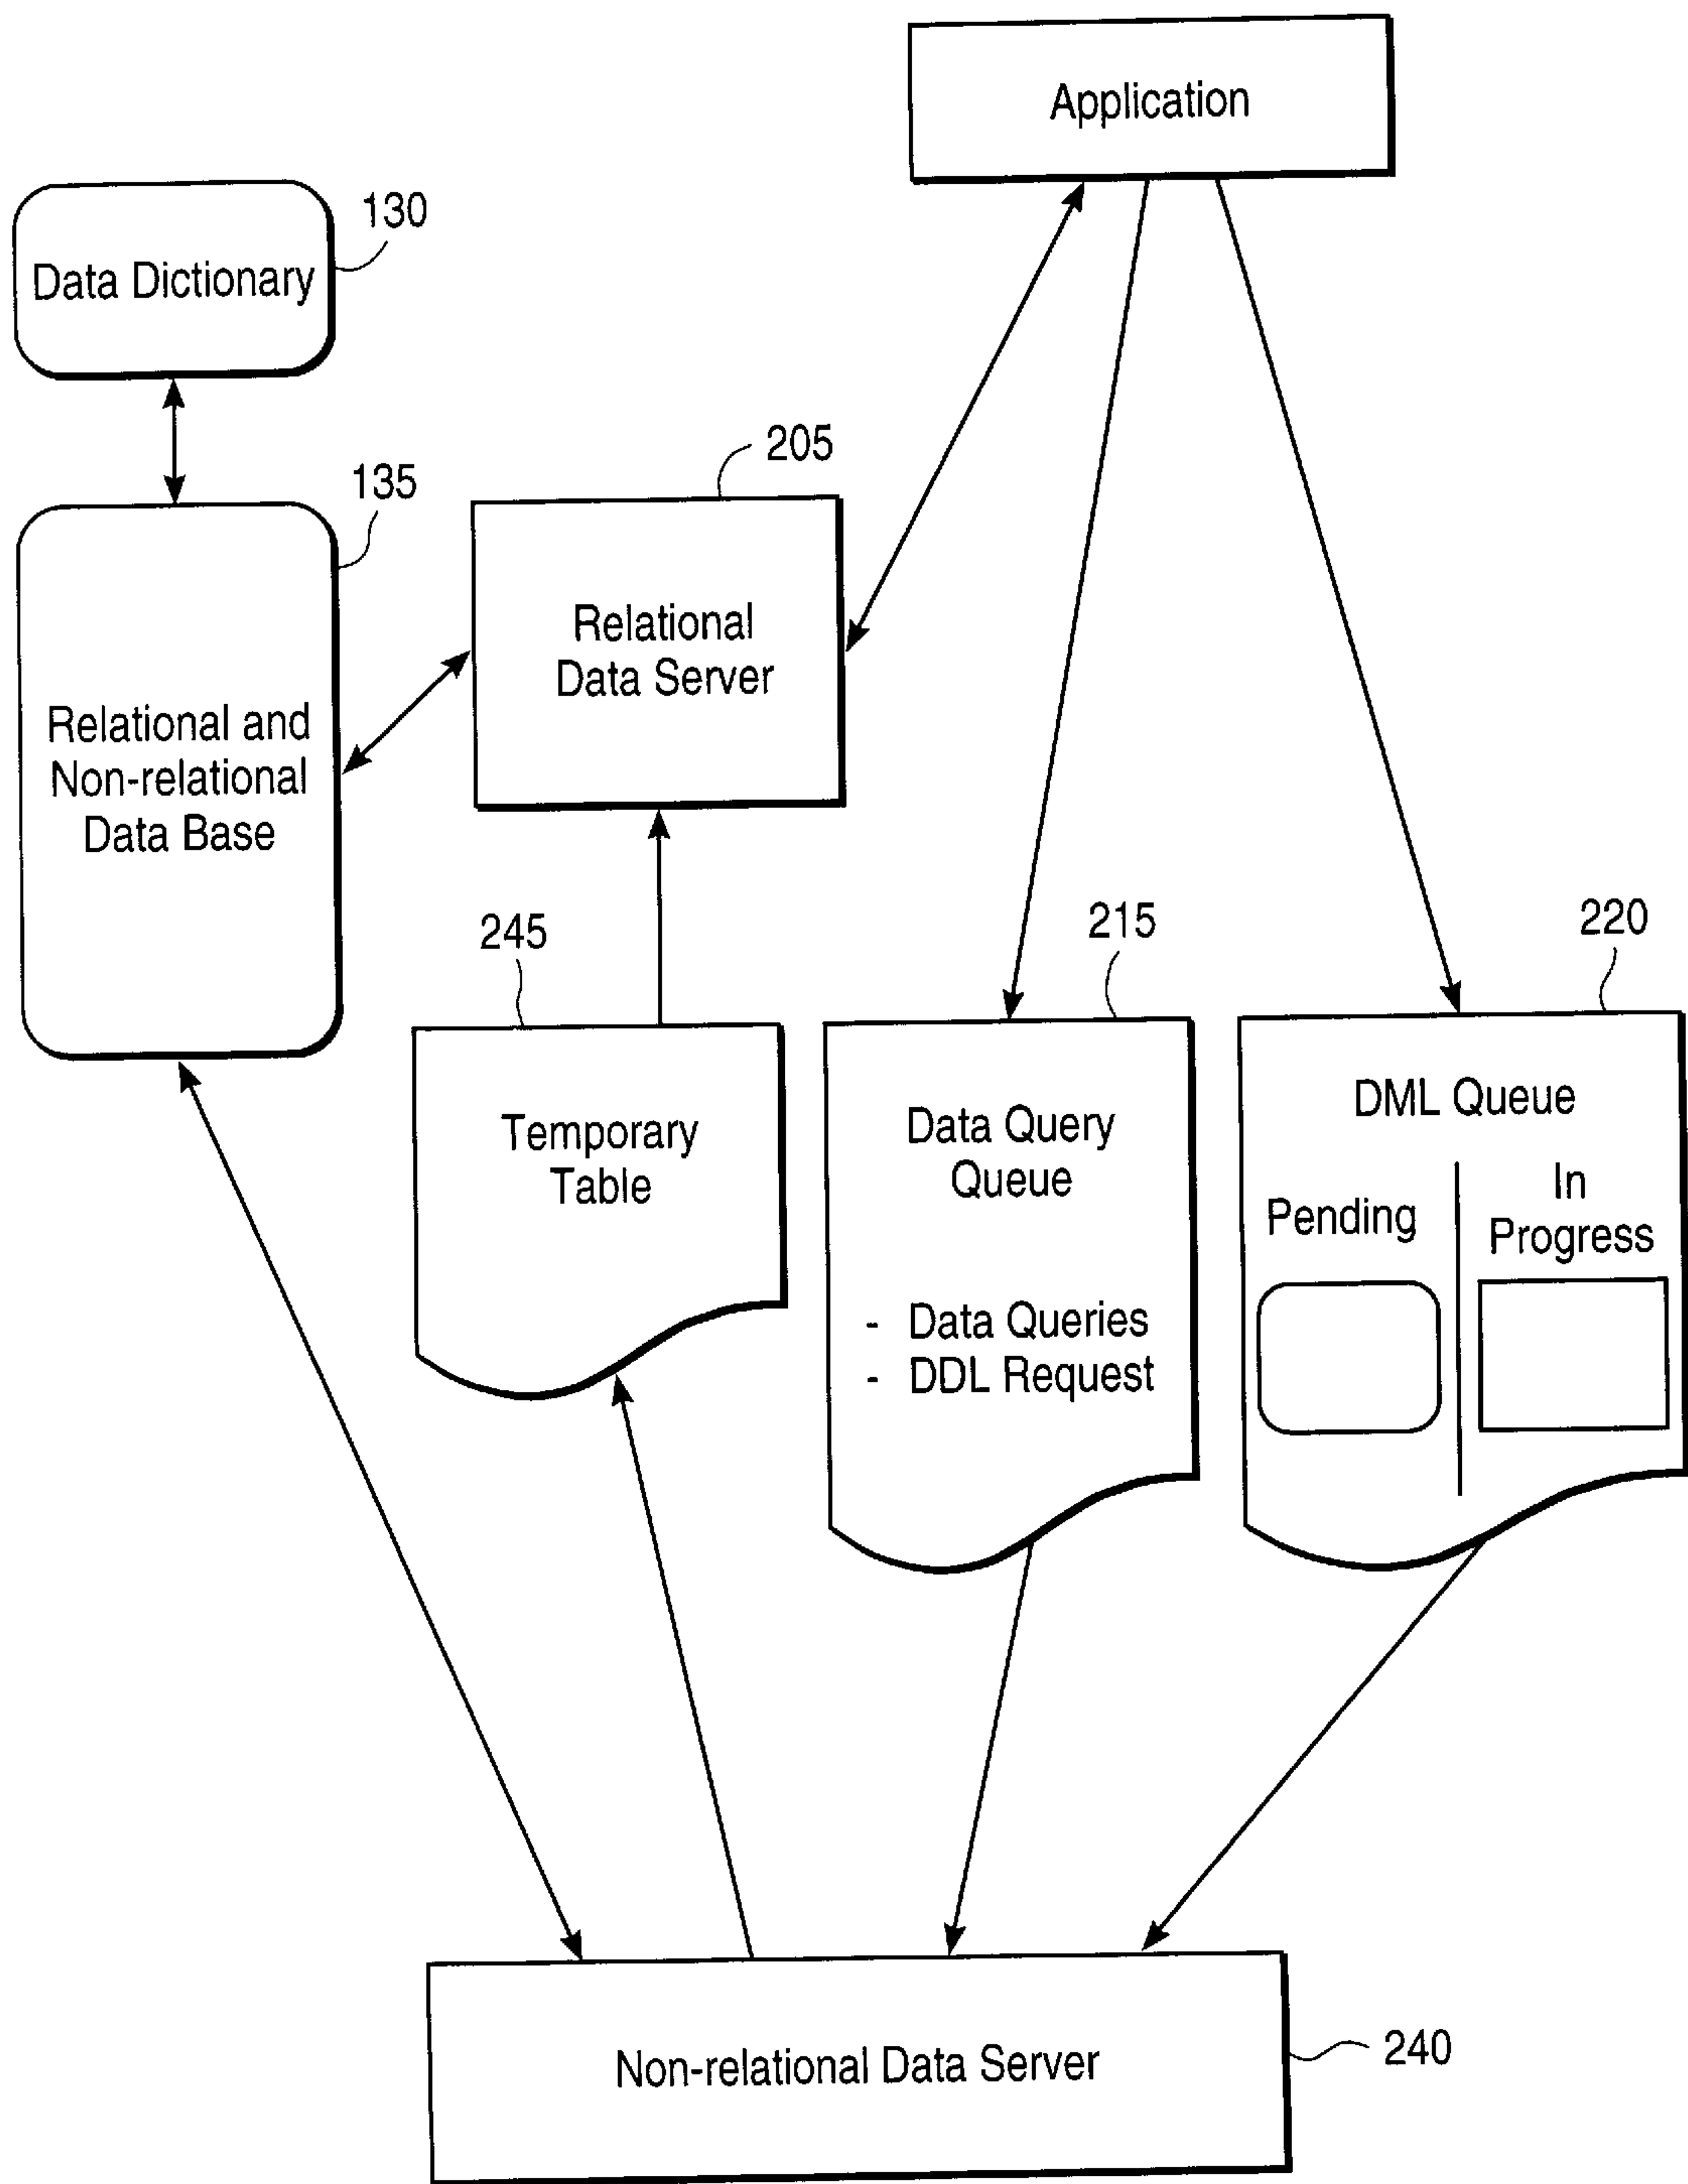 Application
130
Data Dictionary
205
135
Relational
Data Server
Relational and
Non-relational
Data Base
245
215
220
Temporary
Table
Data Query
Queue
- Data Queries
- DDL Request
DML Queue
Pending
In
Progress
Non-relational Data Server
240